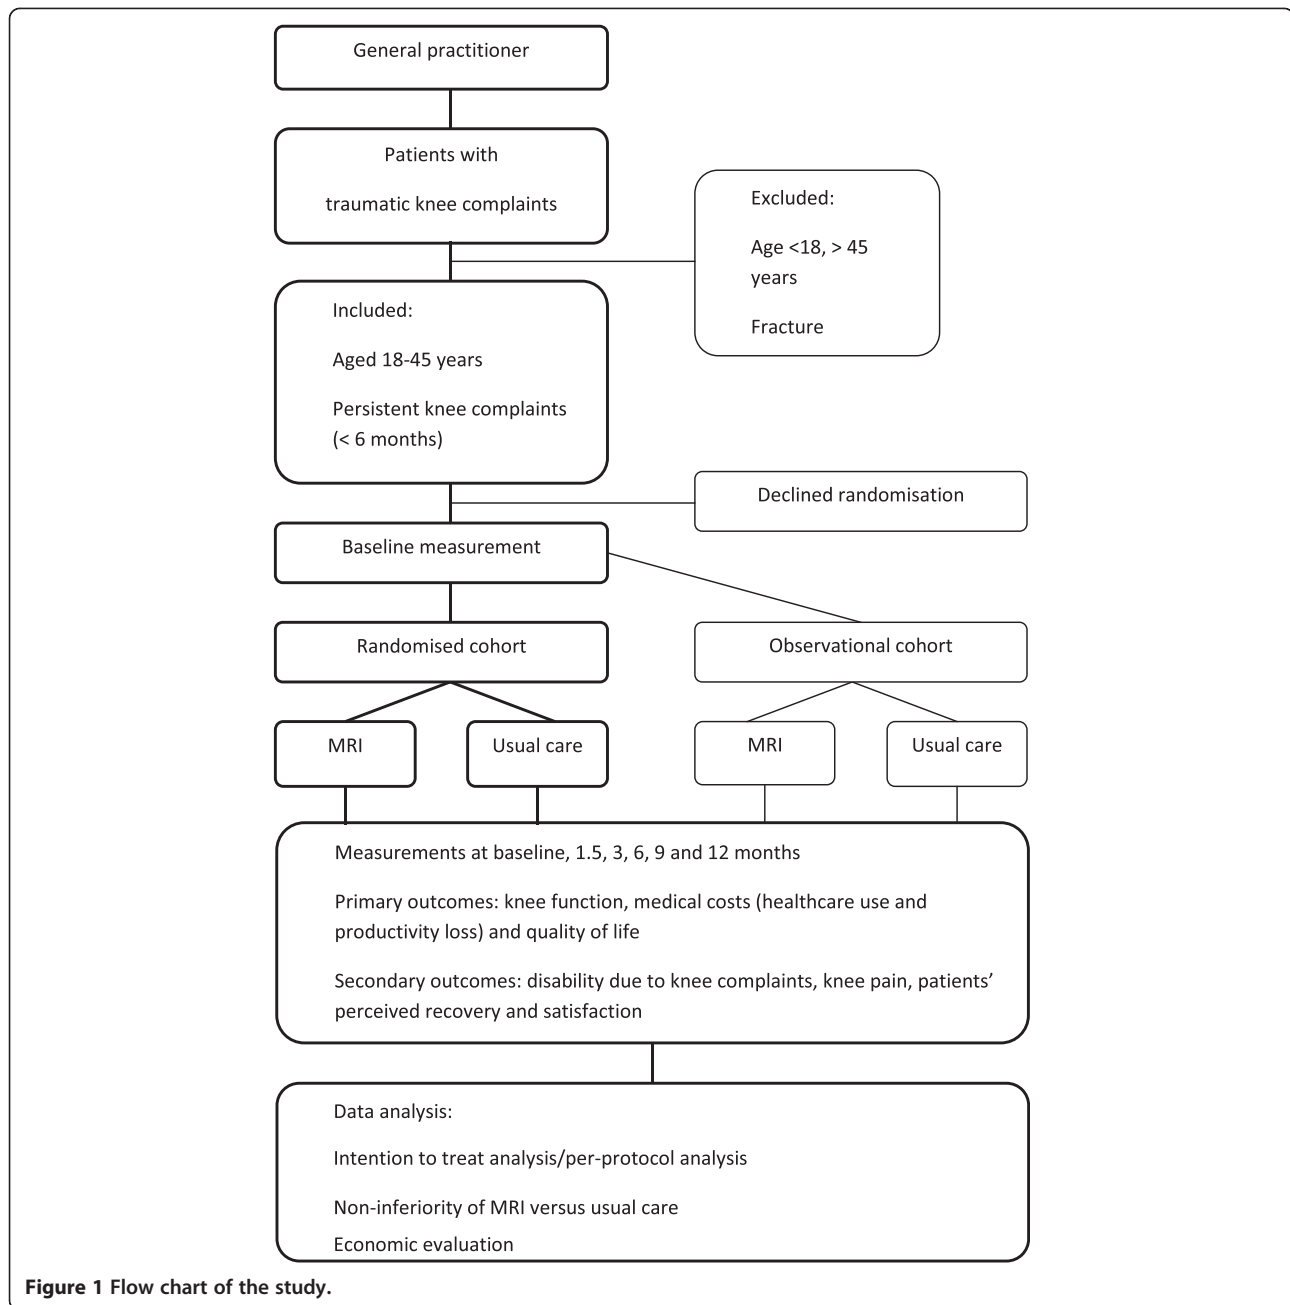 General practitioner
Patients with
traumatic knee complaints
Excluded:
Age <18, > 45
years
Fracture
Included:
Aged 18-45 years
Persistent knee complaints
(< 6 months)
Declined randomisation
Baseline measurement
Randomised cohort
Observational cohort
MRI
Usual care
MRI
Usual care
Measurements at baseline, 1.5, 3, 6, 9 and 12 months
Primary outcomes: knee function, medical costs (healthcare use and
productivity loss) and quality of life
Secondary outcomes: disability due to knee complaints, knee pain, patients’
perceived recovery and satisfaction
Data analysis:
Intention to treat analysis/per-protocol analysis
Non-inferiority of MRI versus usual care
Economic evaluation
Figure 1 Flow chart of the study.